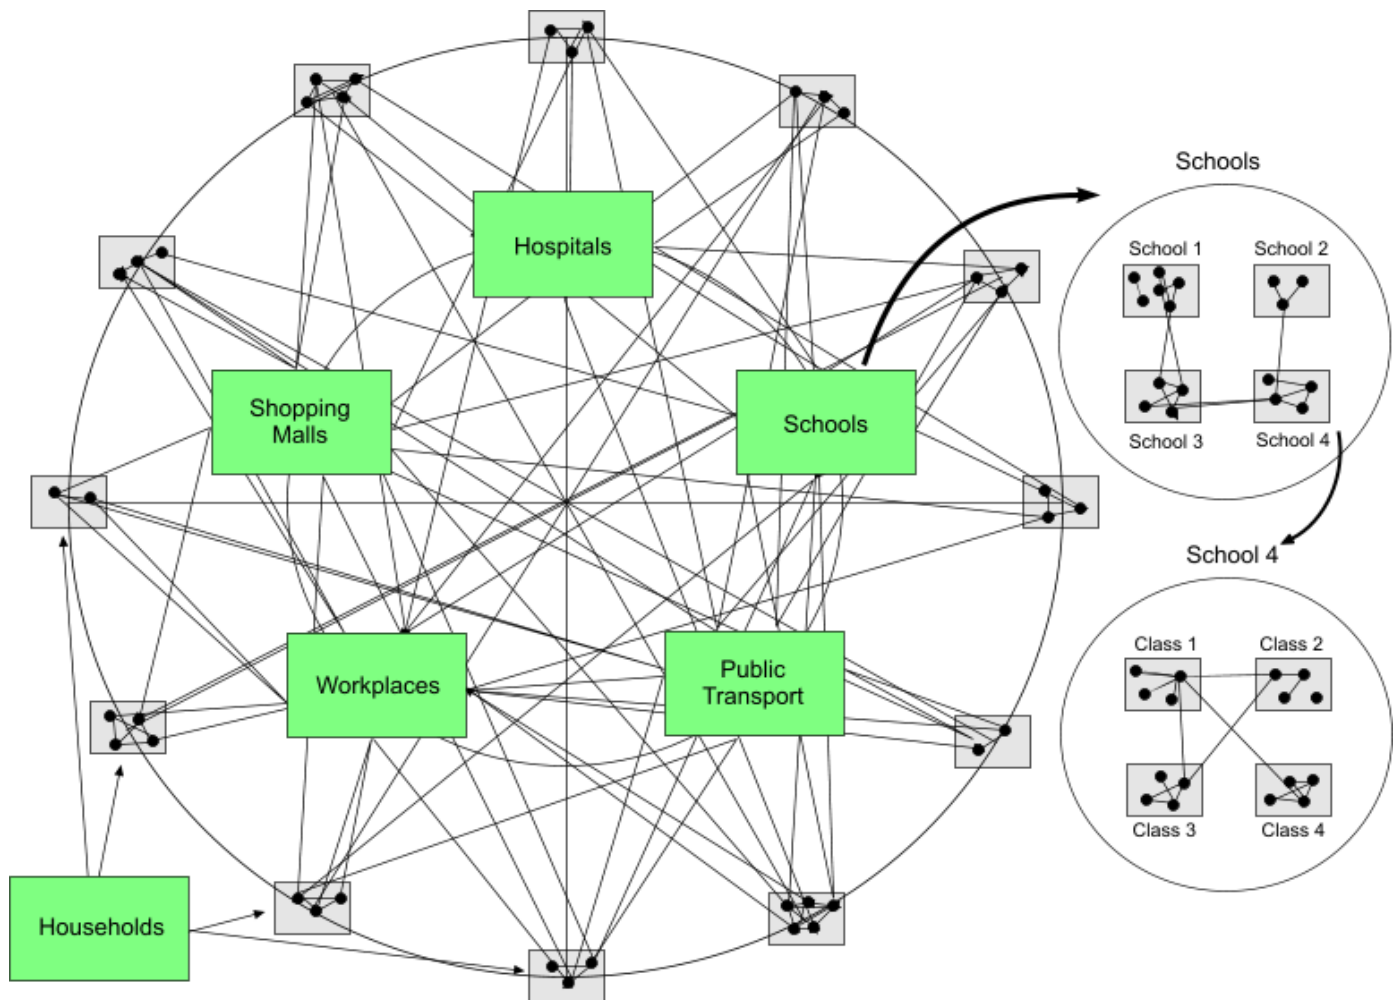 Schools
Hospitals
School 1
School 2
Shopping
Malls
Schools
School 3
School 4
School 4
Class 1
Class 2
Workplaces
Public
Transport
Class 3
Class 4
Households